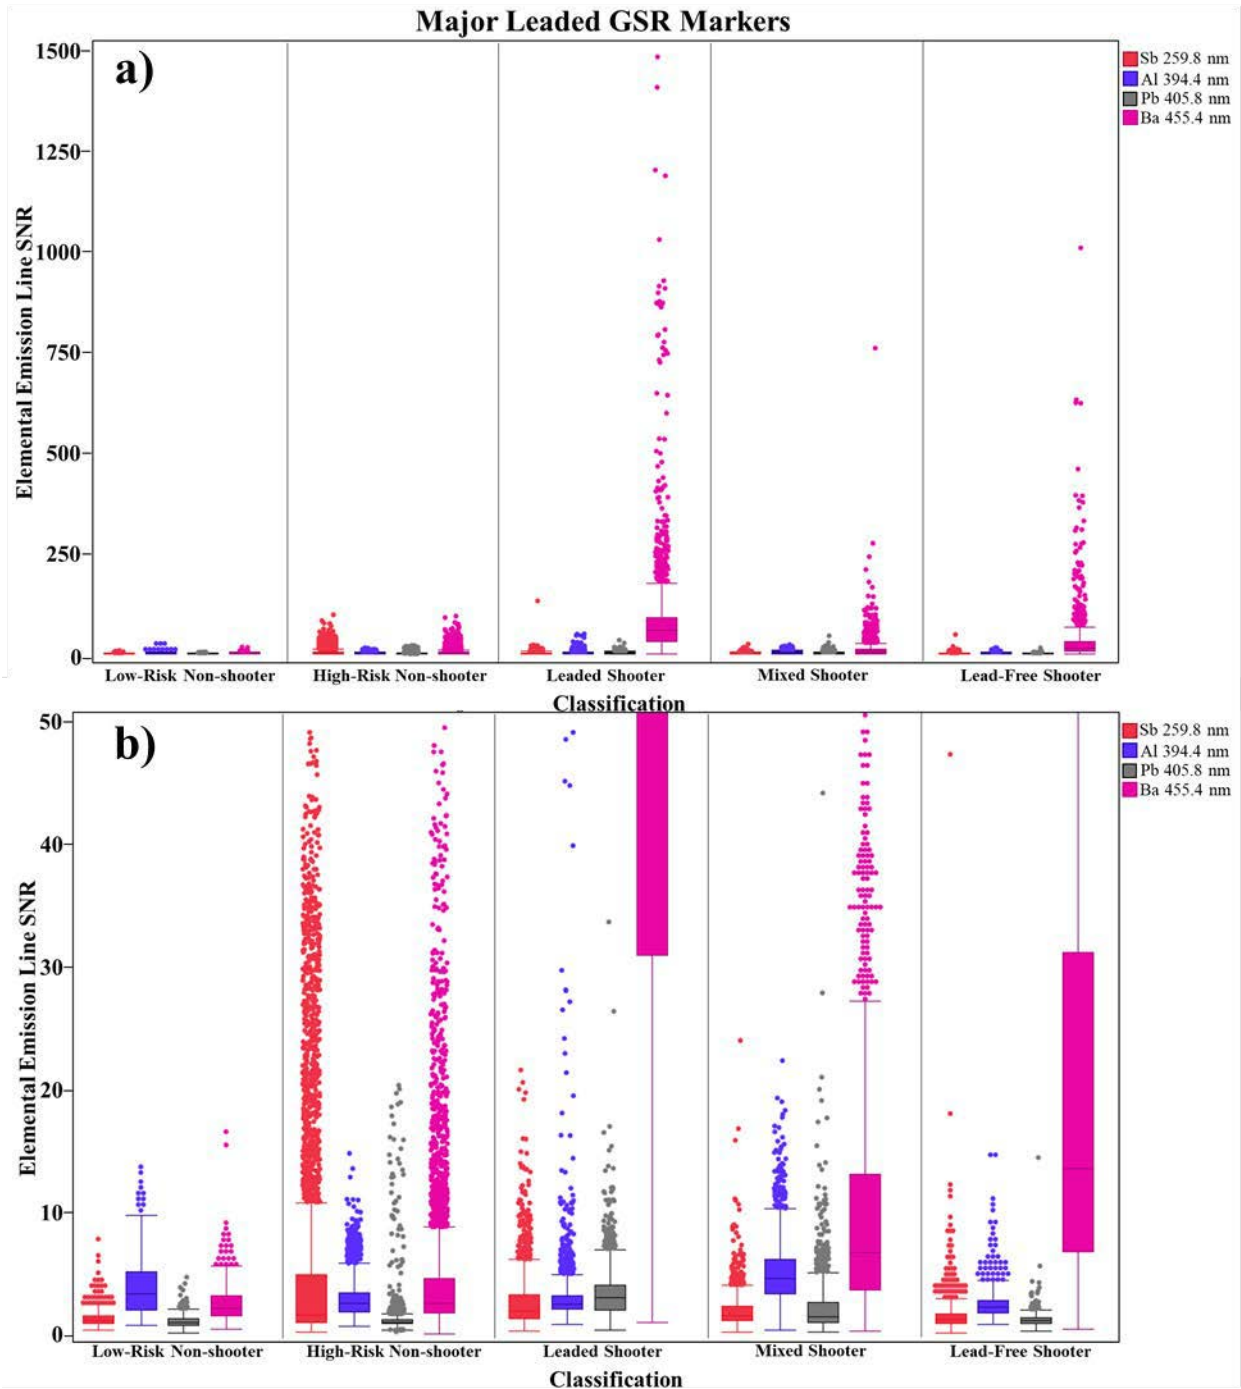 Major Leaded GSR Markers
a)
1500
1250
1000
750
500
250
0
Elemental Emission Line SNR
Sb 259.8 nm
Al 394.4 nm
Pb 405.8 nm
Ba 455.4 nm
Low-Risk Non-shooter High-Risk Non-shooter Leaded Shooter Mixed Shooter Lead-Free Shooter
Classification
b)
50
40
30
20
10
0
Elemental Emission Line SNR
Sb 259.8 nm
Al 394.4 nm
Pb 405.8 nm
Ba 455.4 nm
Low-Risk Non-shooter High-Risk Non-shooter Leaded Shooter Mixed Shooter Lead-Free Shooter
Classification